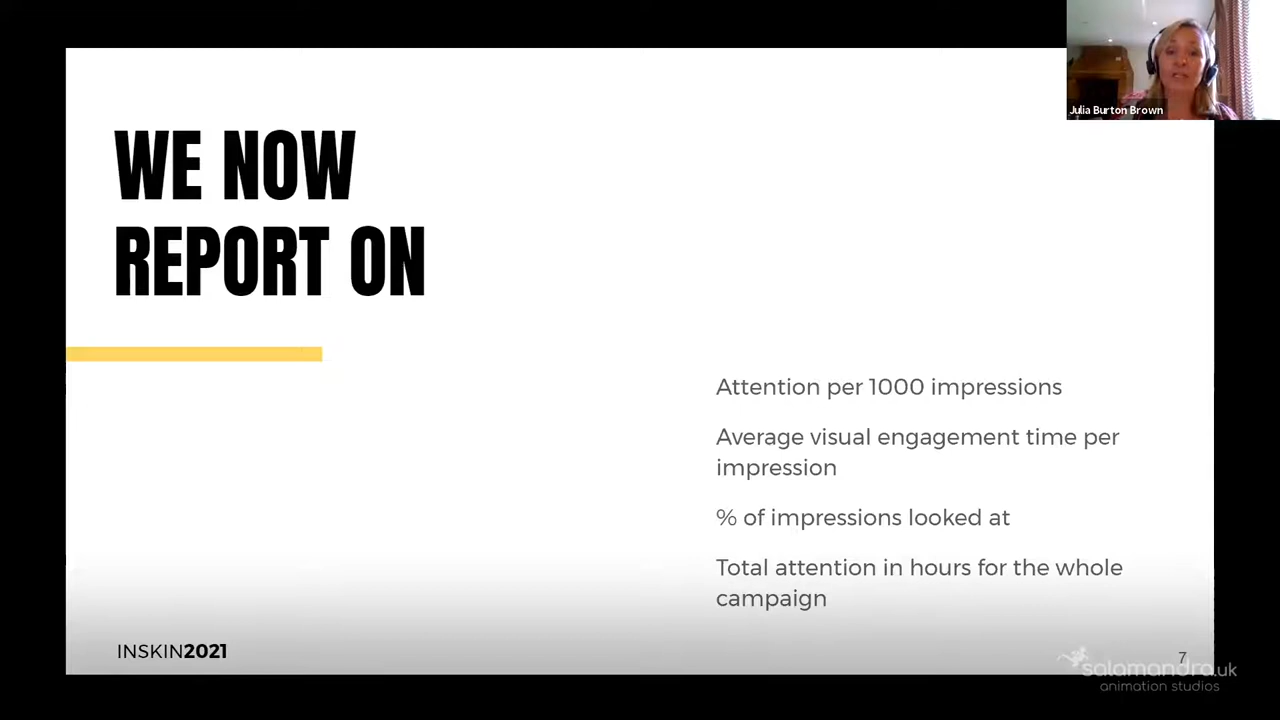 Julia Burton Brown
WE NOW
REPORT ON
Attention per 1000 impressions
Average visual engagement time per
impression
% of impressions looked at
Total attention in hours for the whole
campaign
INSKIN2021
7
salamandra.uk
animation studios